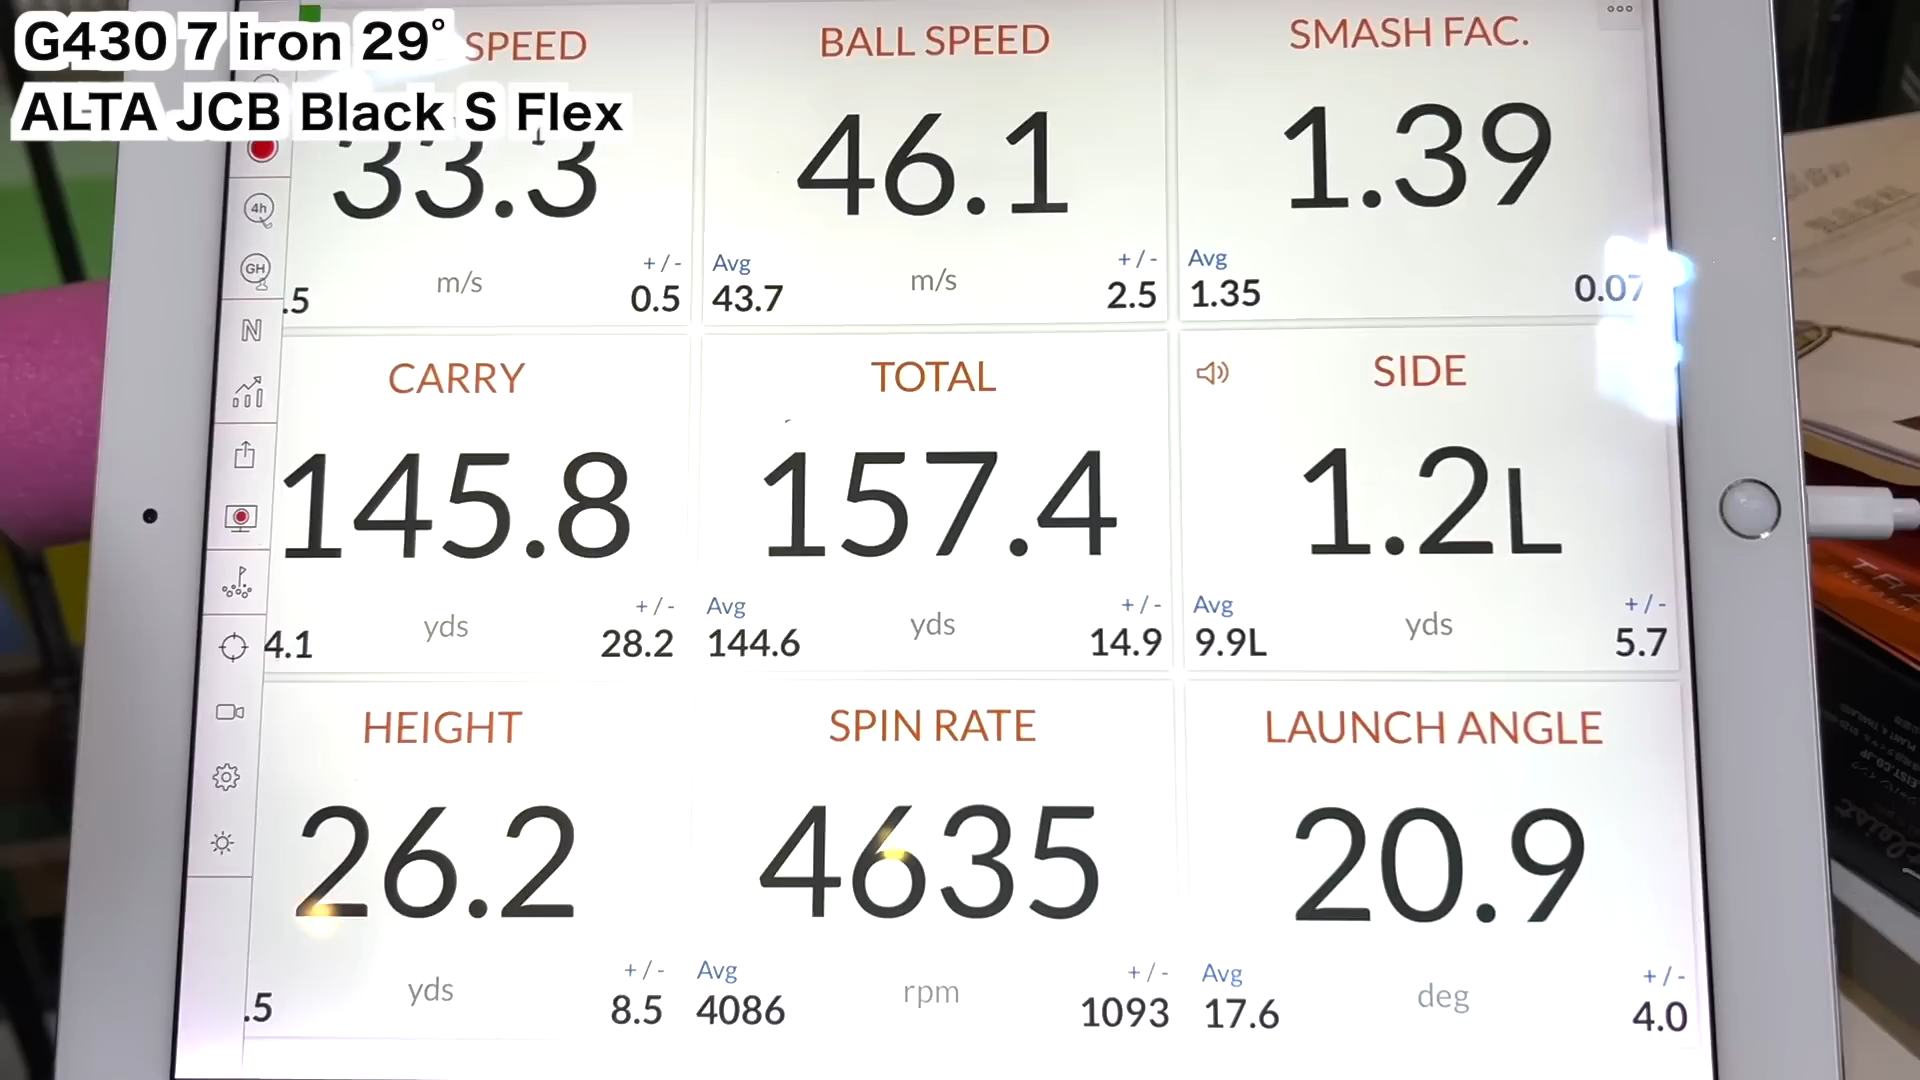 G430 7 iron 29°
ALTA JCB Black S Flex
SPEED
33.3
m/s
.5
+ / -
0.5
BALL SPEED
46.1
Avg
43.7
m/s
+ / -
2.5
SMASH FAC.
1.39
Avg
1.35
0.07
4h
GH
N
CARRY
145.8
4.1
yds
+ / -
28.2
TOTAL
157.4
Avg
144.6
yds
+ / -
14.9
SIDE
1.2L
Avg
9.9L
yds
+ / -
5.7
HEIGHT
26.2
.5
yds
+ / -
8.5
SPIN RATE
4635
Avg
4086
rpm
+ / -
1093
LAUNCH ANGLE
20.9
Avg
17.6
deg
+ / -
4.0